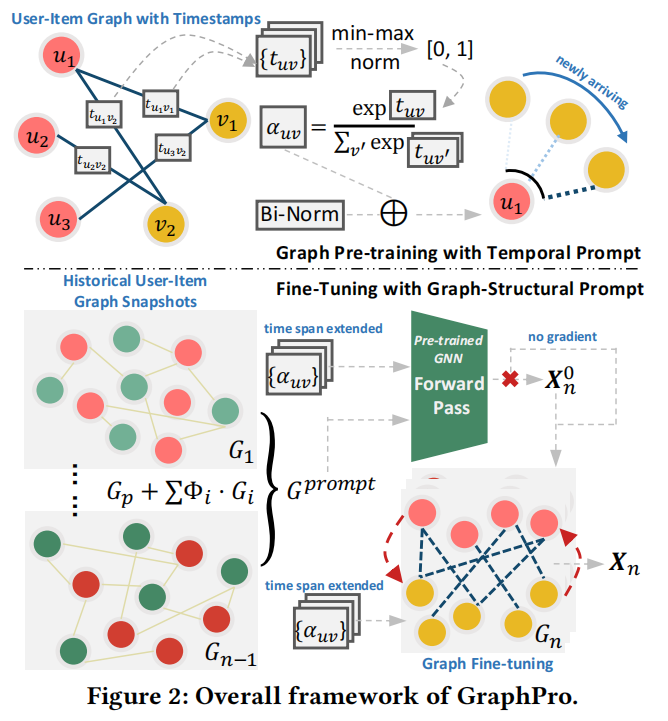 User-Item Graph with Timestamps
u1
u2
u3
v1
v2
tu1v1
tu1v2
tu2v2
tu3v2
{tuv}
min-max
norm
[0, 1]
αuv = exp tuv / ∑v′ exp tuv′
Bi-Norm
⊕
newly arriving
u1
Graph Pre-training with Temporal Prompt
Historical User-Item
Graph Snapshots
Fine-Tuning with Graph-Structural Prompt
time span extended
{αuv}
Pre-trained
GNN
Forward
Pass
no gradient
X0n
G1
Gp + ∑Φi · Gi
Gprompt
time span extended
{αuv}
Gn-1
Gn
Xn
Graph Fine-tuning
Figure 2: Overall framework of GraphPro.